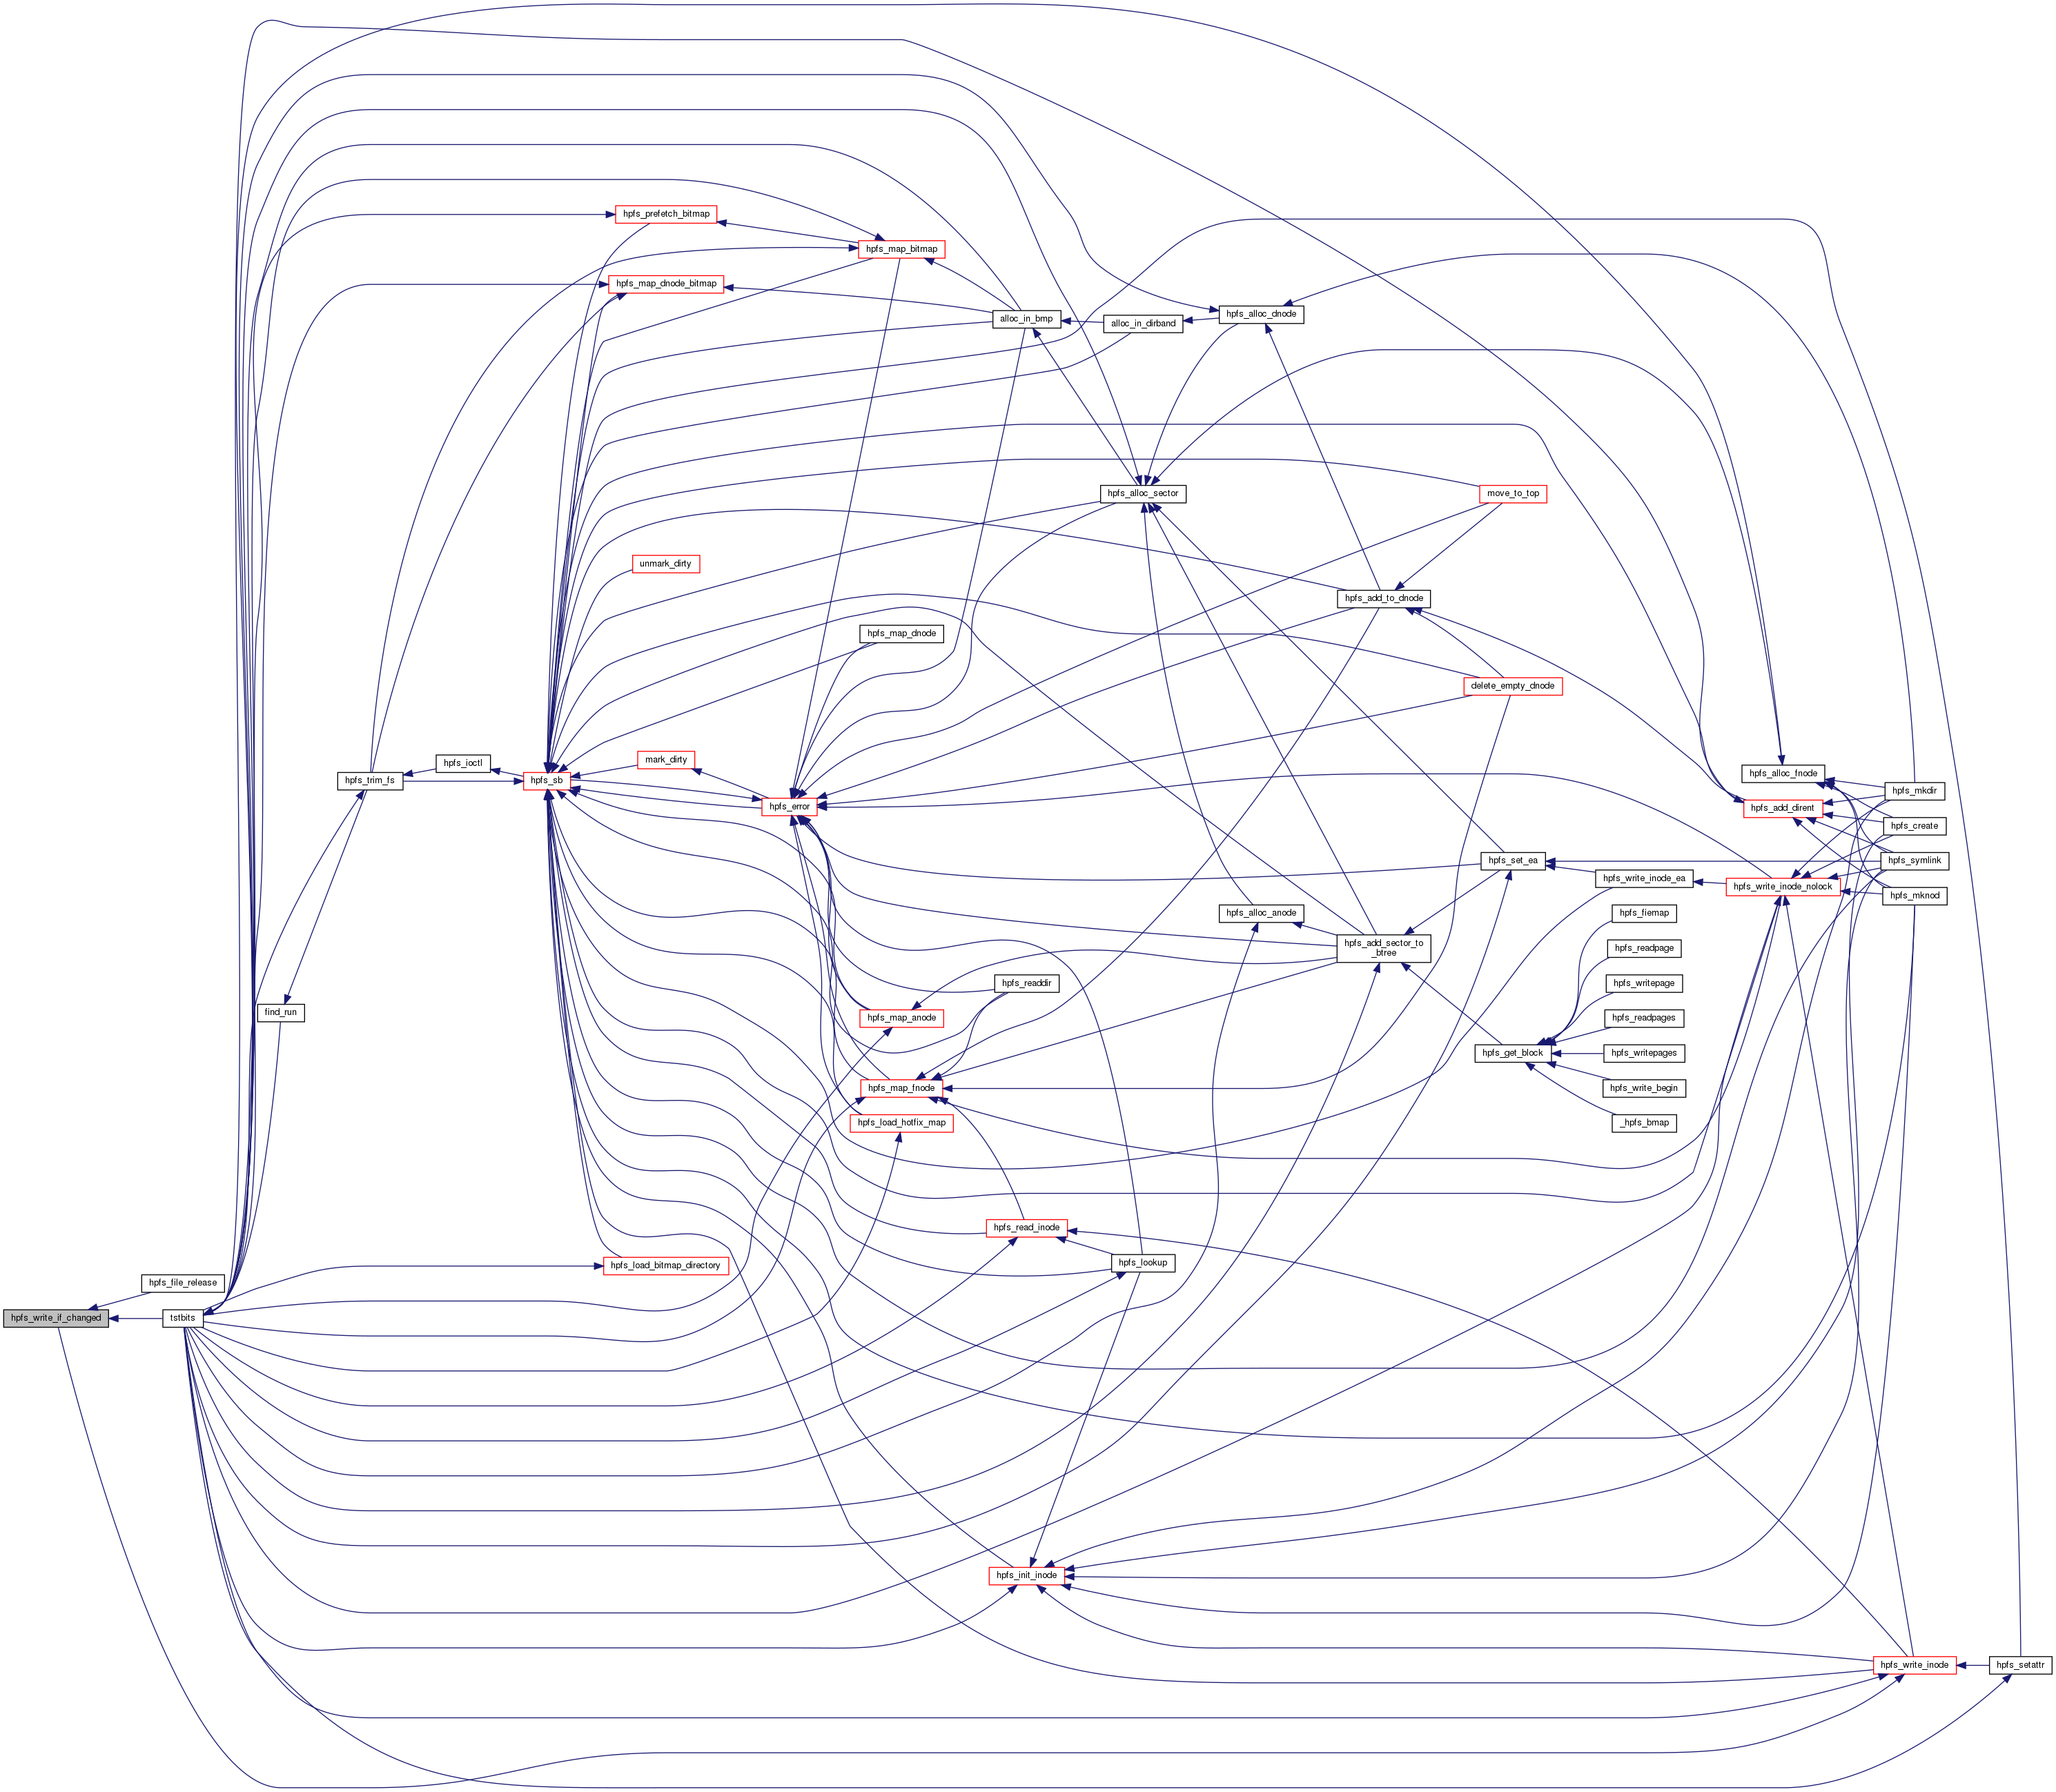 hpfs_prefetch_bitmap
hpfs_map_bitmap
hpfs_map_dnode_bitmap
alloc_in_bmp
alloc_in_dirband
hpfs_alloc_dnode
hpfs_alloc_sector
move_to_top
unmark_dirty
hpfs_add_to_dnode
hpfs_map_dnode
delete_empty_dnode
hpfs_ioctl
mark_dirty
hpfs_trim_fs
hpfs_sb
hpfs_error
hpfs_alloc_fnode
hpfs_mkdir
hpfs_add_dirent
hpfs_create
hpfs_set_ea
hpfs_symlink
hpfs_write_inode_ea
hpfs_write_inode_nolock
hpfs_mknod
hpfs_alloc_anode
hpfs_fiemap
hpfs_add_sector_to
_btree
hpfs_readpage
hpfs_readdir
hpfs_writepage
find_run
hpfs_map_anode
hpfs_readpages
hpfs_get_block
hpfs_writepages
hpfs_map_fnode
hpfs_write_begin
hpfs_load_hotfix_map
_hpfs_bmap
hpfs_read_inode
hpfs_lookup
hpfs_load_bitmap_directory
hpfs_file_release
hpfs_write_if_changed
tstbits
hpfs_init_inode
hpfs_write_inode
hpfs_setattr